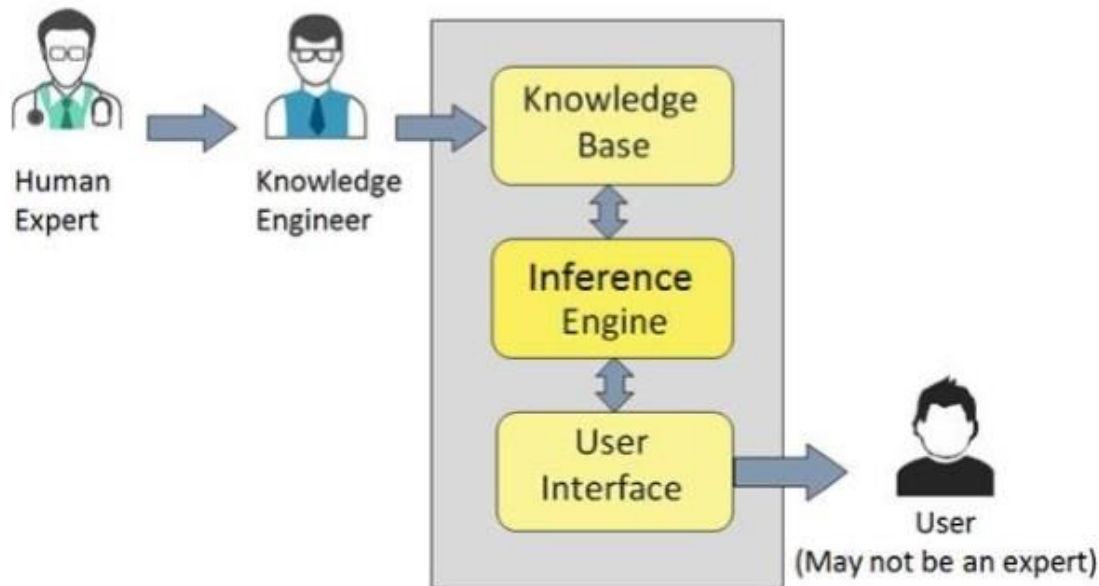 Human
Expert
Knowledge
Engineer
Knowledge
Base
Inference
Engine
User
Interface
User
(May not be an expert)